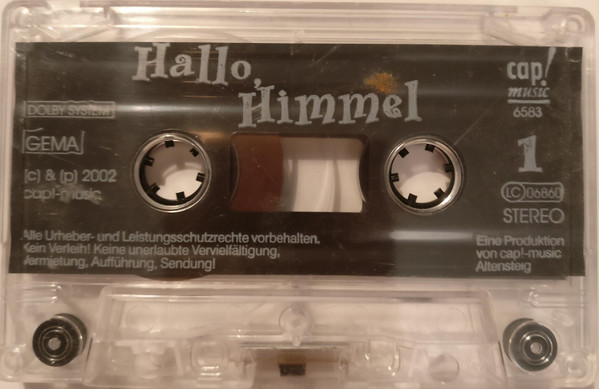 Hallo,
Himmel
cap!
music
6583
DOLBY SYSTEM
GEMA
1
(c) & (p) 2002
cap!-music
LC 06860
STEREO
Alle Urheber- und Leistungsschutzrechte vorbehalten.
Kein Verleih! Keine unerlaubte Vervielfältigung,
Vermietung, Aufführung, Sendung!
Eine Produktion
von cap!-music
Altensteig